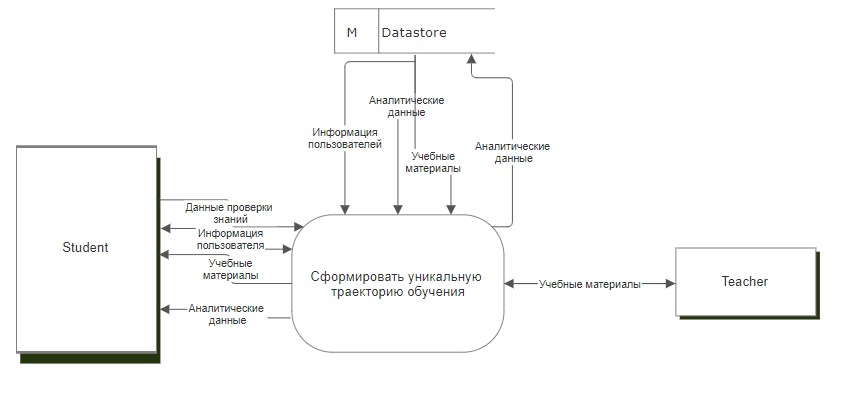 M Datastore
Аналитические
данные
Информация
пользователей
Аналитические
данные
Учебные
материалы
Данные проверки
знаний
Информация
пользователя
Учебные
материалы
Аналитические
данные
Student
Сформировать уникальную
траекторию обучения
Учебные материалы
Teacher